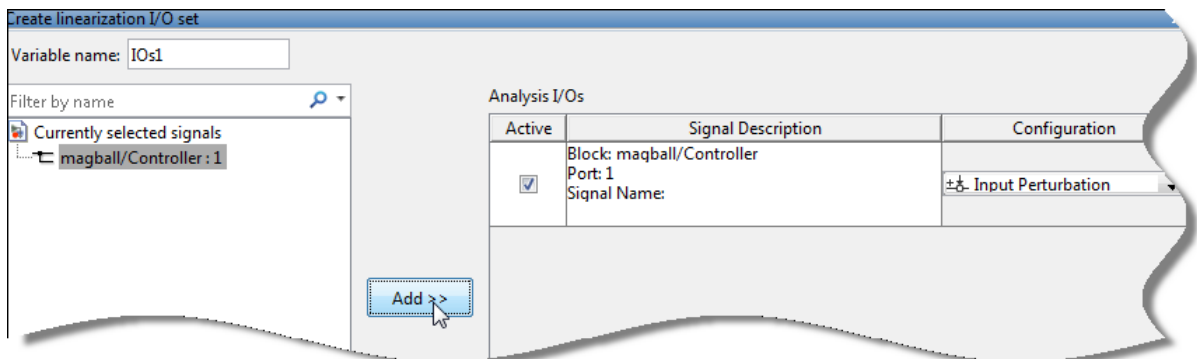 Create linearization I/O set
Variable name: IOs1
Filter by name
Currently selected signals
magball/Controller : 1
Add >>
Analysis I/Os
Active Signal Description Configuration
Block: magball/Controller
Port: 1
Signal Name:
Input Perturbation